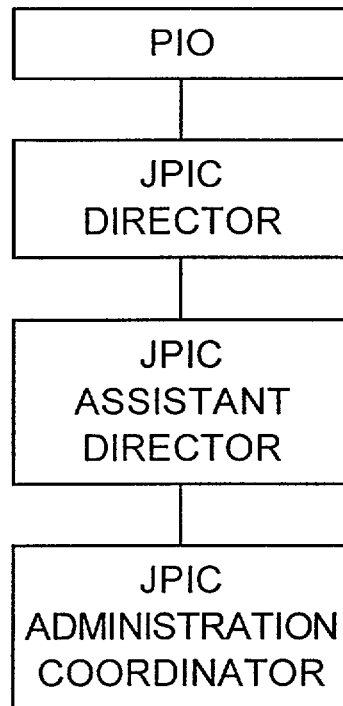 PIO
JPIC
DIRECTOR
JPIC
ASSISTANT
DIRECTOR
JPIC
ADMINISTRATION
COORDINATOR